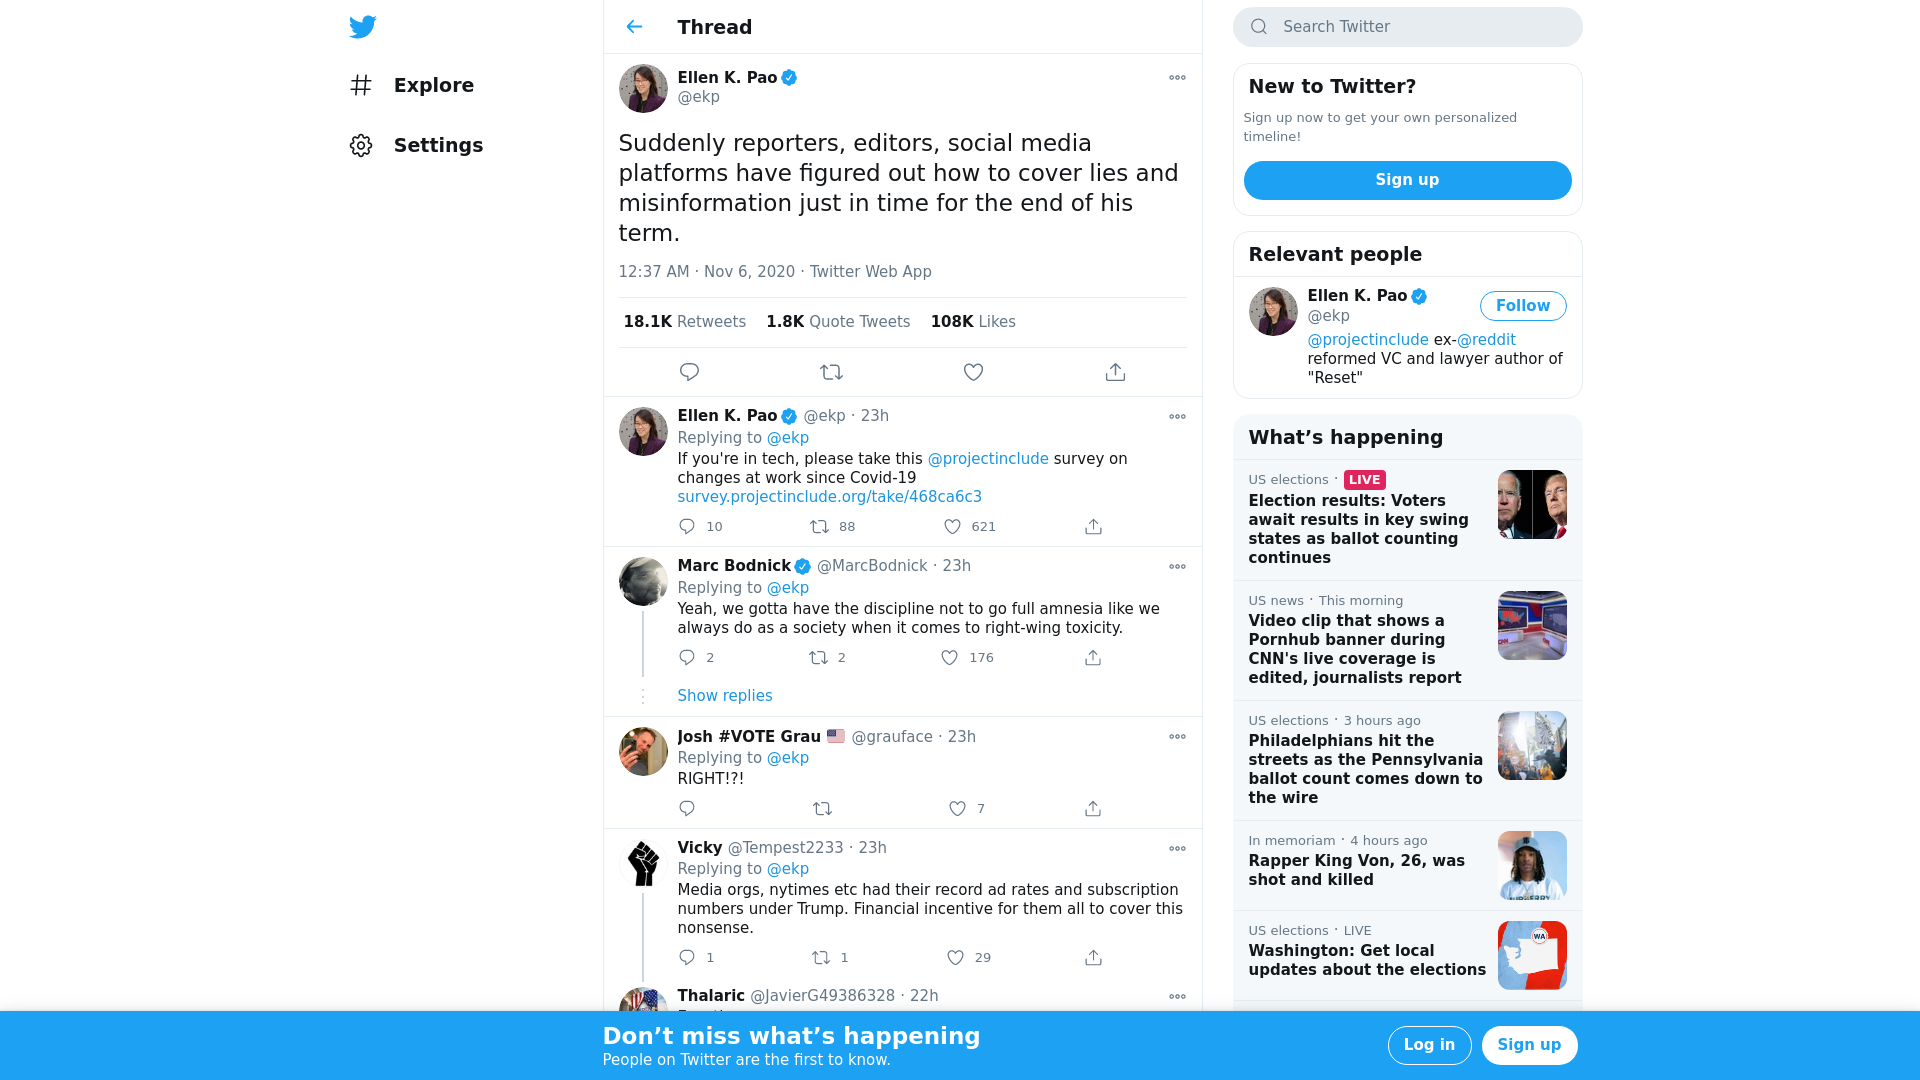 Explore
Settings
Thread
Ellen K. Pao
@ekp
Suddenly reporters, editors, social media
platforms have figured out how to cover lies and
misinformation just in time for the end of his
term.
12:37 AM · Nov 6, 2020 · Twitter Web App
18.1K Retweets 1.8K Quote Tweets 108K Likes
Ellen K. Pao @ekp · 23h
Replying to @ekp
If you're in tech, please take this @projectinclude survey on
changes at work since Covid-19
survey.projectinclude.org/take/468ca6c3
10 88 621
Marc Bodnick @MarcBodnick · 23h
Replying to @ekp
Yeah, we gotta have the discipline not to go full amnesia like we
always do as a society when it comes to right-wing toxicity.
2 2 176
Show replies
Josh #VOTE Grau 🇺🇸 @grauface · 23h
Replying to @ekp
RIGHT!?!
7
Vicky @Tempest2233 · 23h
Replying to @ekp
Media orgs, nytimes etc had their record ad rates and subscription
numbers under Trump. Financial incentive for them all to cover this
nonsense.
1 1 29
Thalaric @JavierG49386328 · 22h
Search Twitter
New to Twitter?
Sign up now to get your own personalized
timeline!
Sign up
Relevant people
Ellen K. Pao
@ekp
Follow
@projectinclude ex-@reddit
reformed VC and lawyer author of
"Reset"
What's happening
US elections · LIVE
Election results: Voters
await results in key swing
states as ballot counting
continues
US news · This morning
Video clip that shows a
Pornhub banner during
CNN's live coverage is
edited, journalists report
US elections · 3 hours ago
Philadelphians hit the
streets as the Pennsylvania
ballot count comes down to
the wire
In memoriam · 4 hours ago
Rapper King Von, 26, was
shot and killed
US elections · LIVE
Washington: Get local
updates about the elections
WA
Don't miss what's happening
People on Twitter are the first to know.
Log in
Sign up